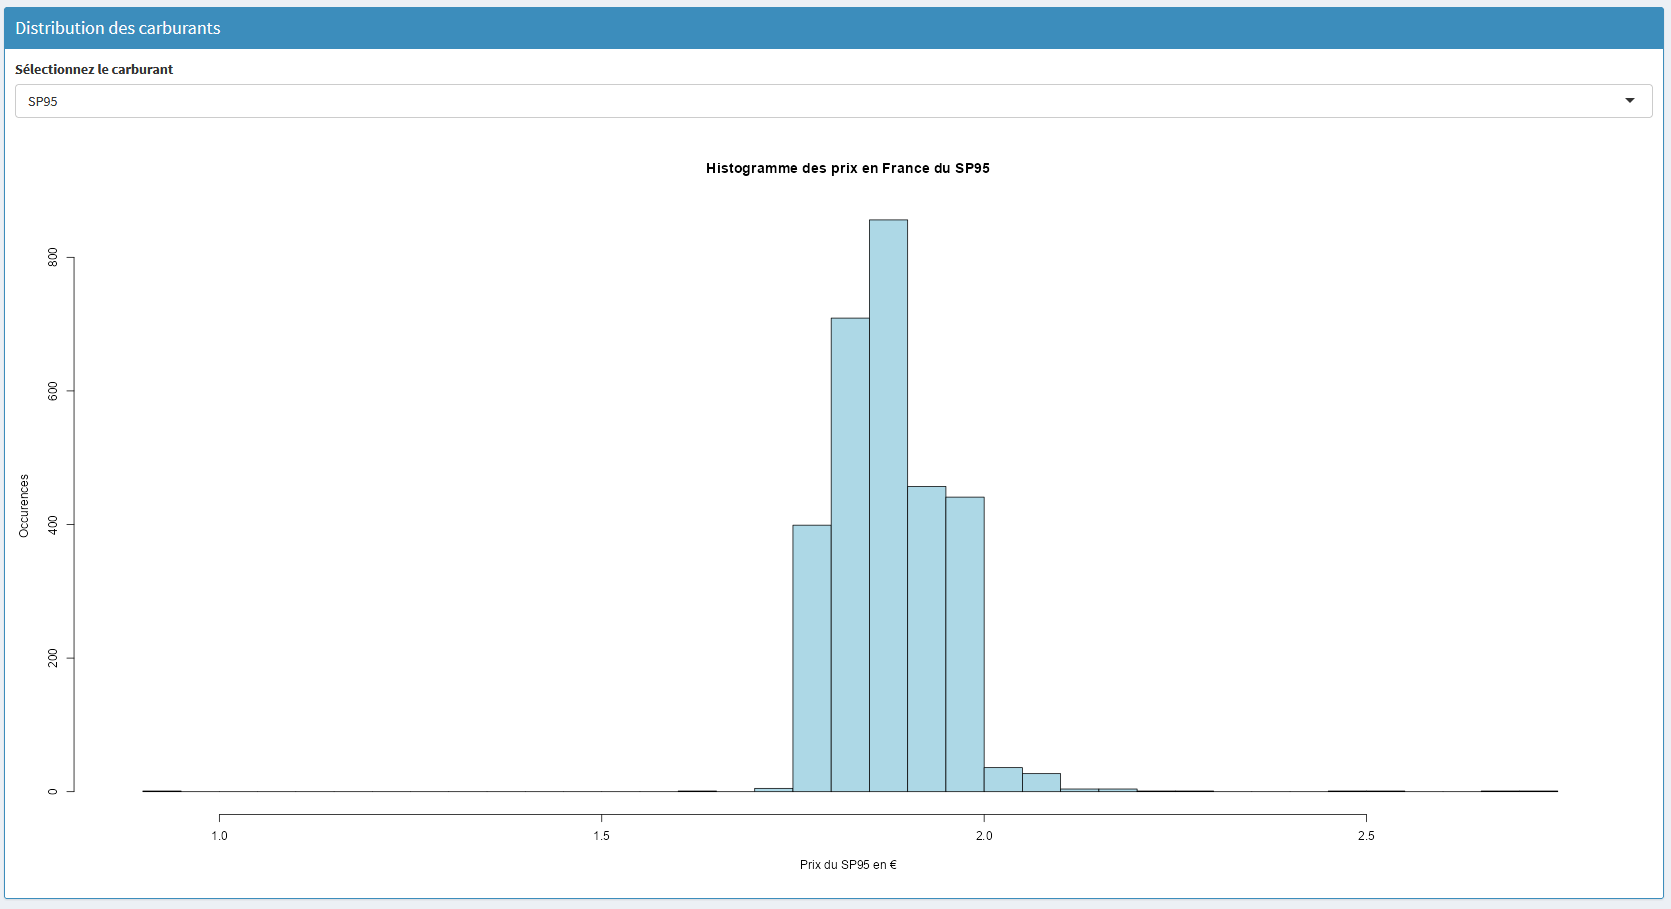 Distribution des carburants
Sélectionnez le carburant
SP95
Histogramme des prix en France du SP95
800
600
400
200
0
Occurences
1.0 1.5 2.0 2.5
Prix du SP95 en €